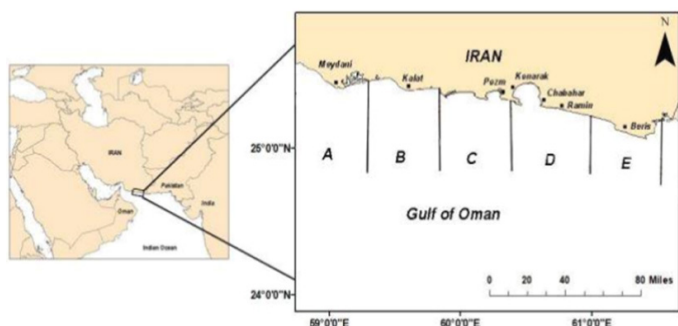 IRAN
Pakistan
Oman
India
Indian Ocean
N
IRAN
Meydani
Kalat
Pozm
Konarak
Chabahar
Ramin
Beris
25°0'0"N
A
B
C
D
E
Gulf of Oman
0 20 40 80 Miles
24°0'0"N
59°0'0"E
60°0'0"E
61°0'0"E